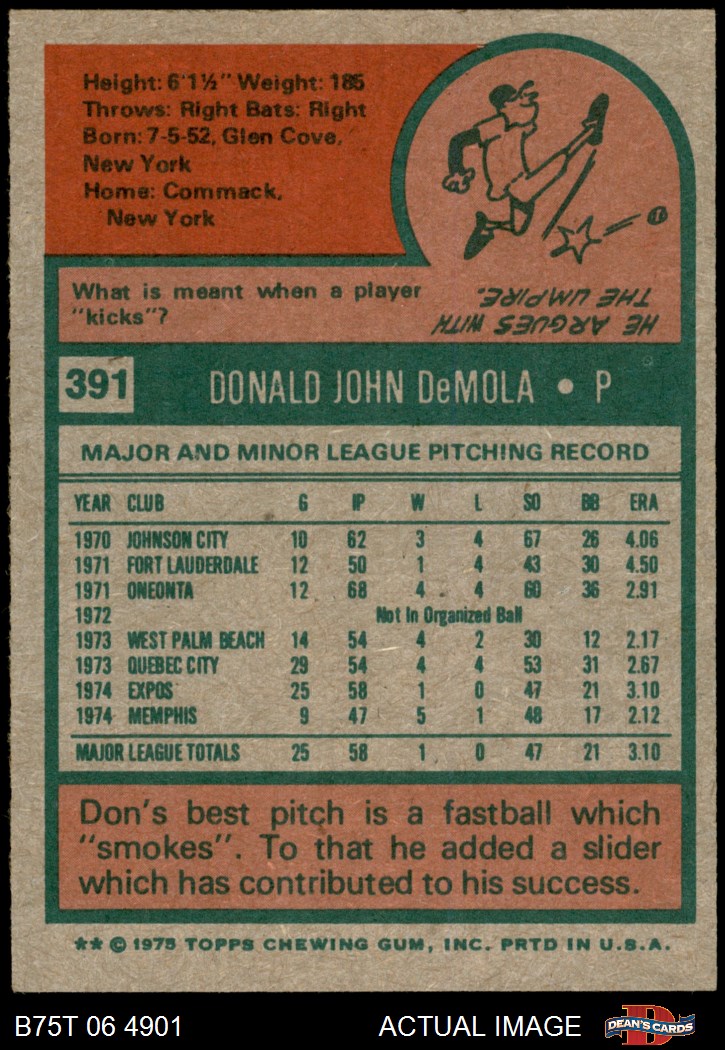 Height: 6'1½" Weight: 185
Throws: Right Bats: Right
Born: 7-5-52, Glen Cove,
New York
Home: Commack,
New York
What is meant when a player
"kicks"?
HE ARGUES WITH
THE UMPIRE.
391 DONALD JOHN DeMOLA • P
MAJOR AND MINOR LEAGUE PITCHING RECORD
YEAR CLUB G IP W L SO BB ERA
1970 JOHNSON CITY 10 62 3 4 67 26 4.06
1971 FORT LAUDERDALE 12 50 1 4 43 30 4.50
1971 ONEONTA 12 68 4 4 60 36 2.91
1972 Not In Organized Ball
1973 WEST PALM BEACH 14 54 4 2 30 12 2.17
1973 QUEBEC CITY 29 54 4 4 53 31 2.67
1974 EXPOS 25 58 1 0 47 21 3.10
1974 MEMPHIS 9 47 5 1 48 17 2.12
MAJOR LEAGUE TOTALS 25 58 1 0 47 21 3.10
Don's best pitch is a fastball which
"smokes". To that he added a slider
which has contributed to his success.
** © 1975 TOPPS CHEWING GUM, INC. PRTD IN U.S.A.
B75T 06 4901 ACTUAL IMAGE
D
DEAN'S CARDS